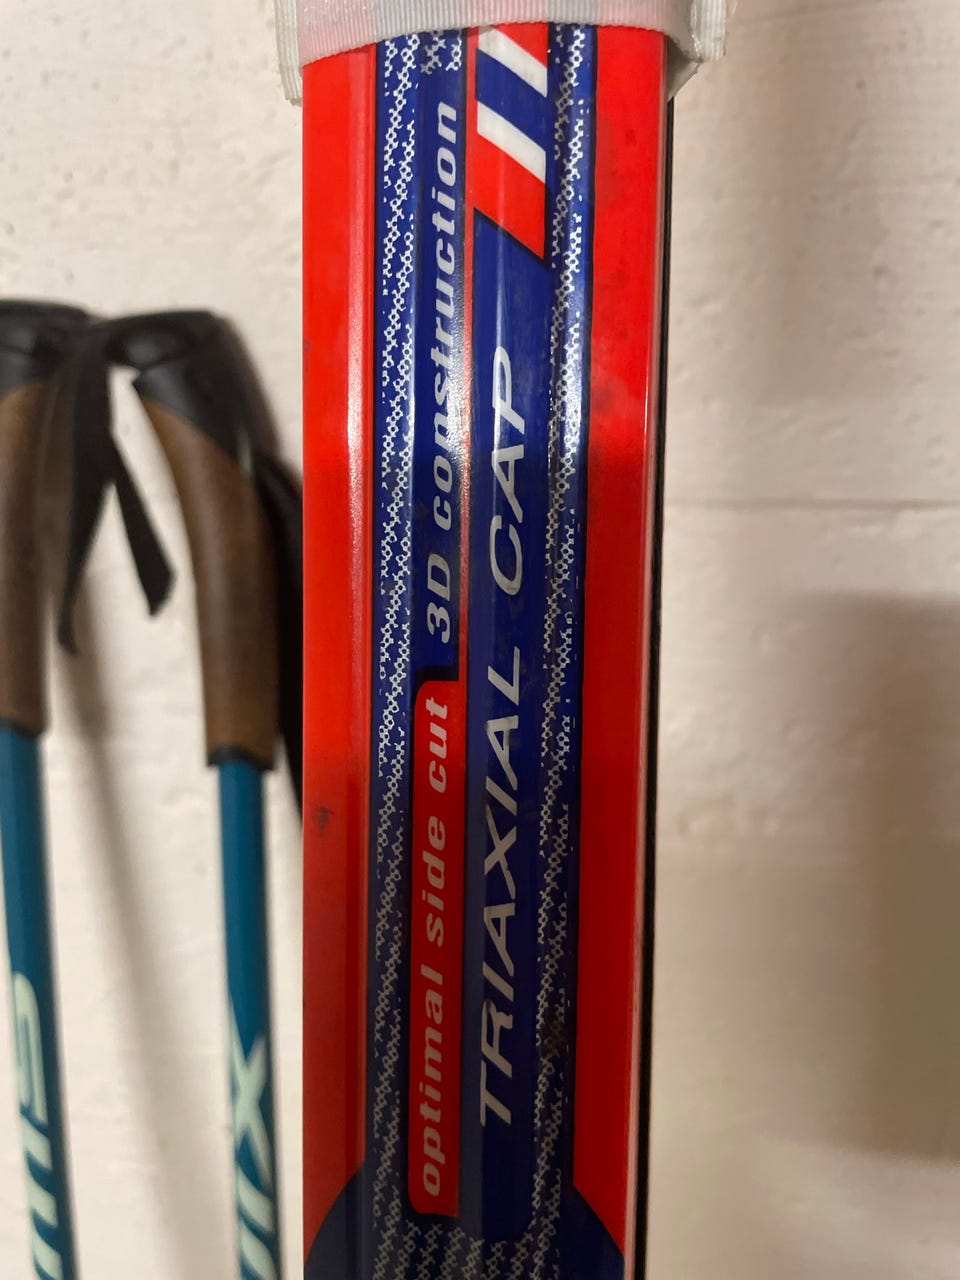 optimal side cut 3D construction
TRIAXIAL CAP